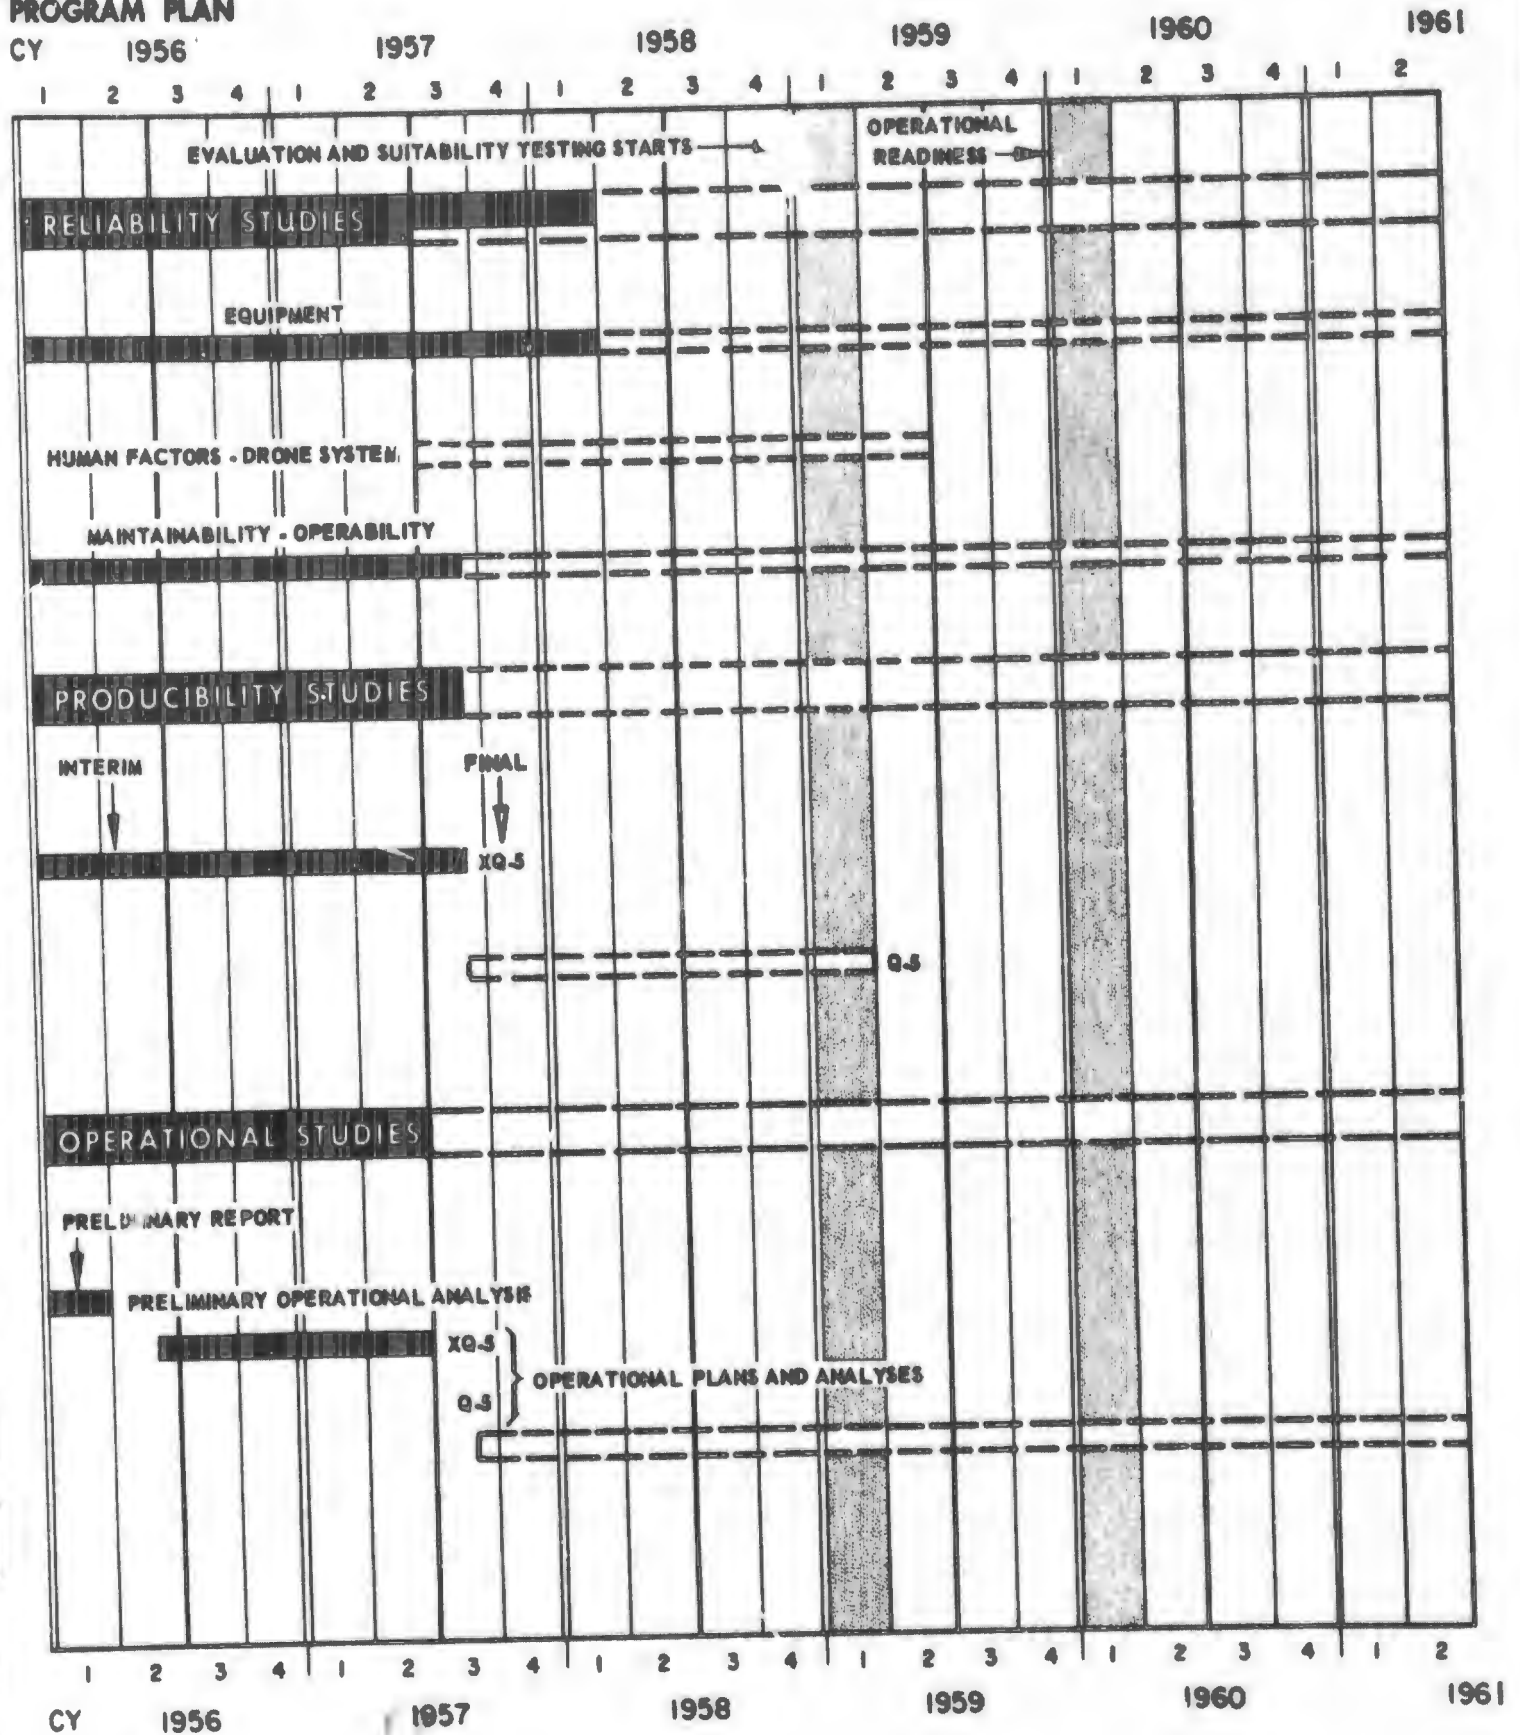 PROGRAM PLAN
CY 1956 1957 1958 1959 1960 1961
1 2 3 4 1 2 3 4 1 2 3 4 1 2 3 4 1 2 3 4 1 2
OPERATIONAL
EVALUATION AND SUITABILITY TESTING STARTS READINESS
RELIABILITY STUDIES
EQUIPMENT
HUMAN FACTORS - DRONE SYSTEM
MAINTAINABILITY - OPERABILITY
PRODUCIBILITY STUDIES
INTERIM FINAL
XQ-5
Q-5
OPERATIONAL STUDIES
PRELIMINARY REPORT
PRELIMINARY OPERATIONAL ANALYSIS
XQ-5
OPERATIONAL PLANS AND ANALYSES
Q-5
1 2 3 4 1 2 3 4 1 2 3 4 1 2 3 4 1 2 3 4 1 2
CY 1956 1957 1958 1959 1960 1961